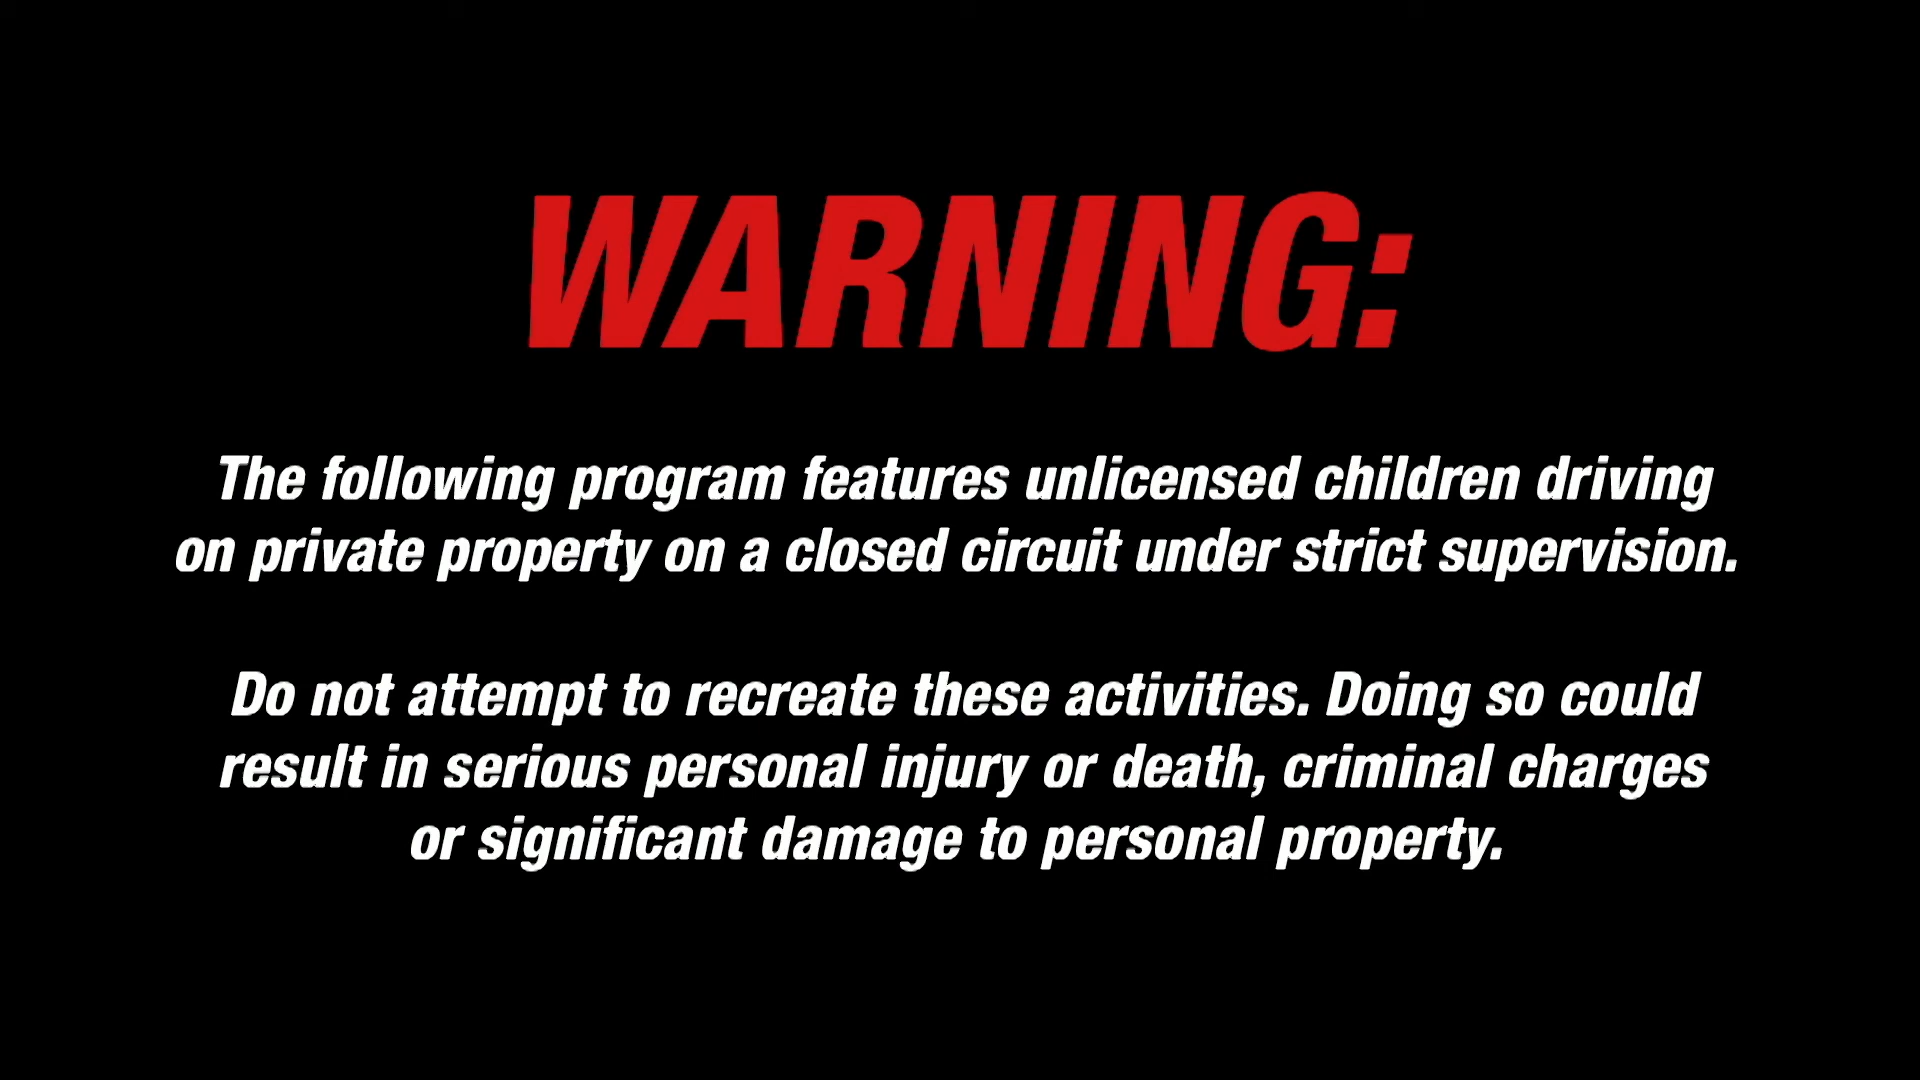 WARNING:
The following program features unlicensed children driving
on private property on a closed circuit under strict supervision.
Do not attempt to recreate these activities. Doing so could
result in serious personal injury or death, criminal charges
or significant damage to personal property.